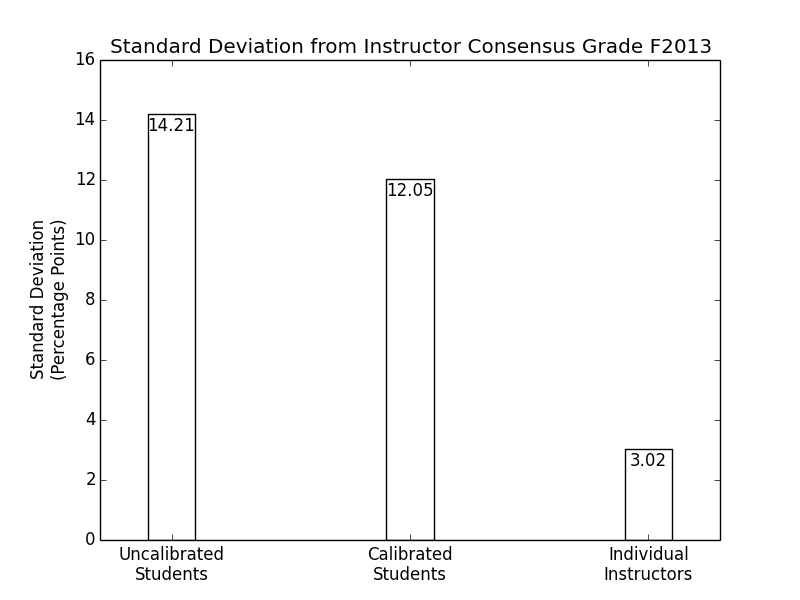 Standard Deviation from Instructor Consensus Grade F2013
16
14
12
10
8
6
4
2
0
Standard Deviation
(Percentage Points)
14.21
12.05
3.02
Uncalibrated
Students
Calibrated
Students
Individual
Instructors